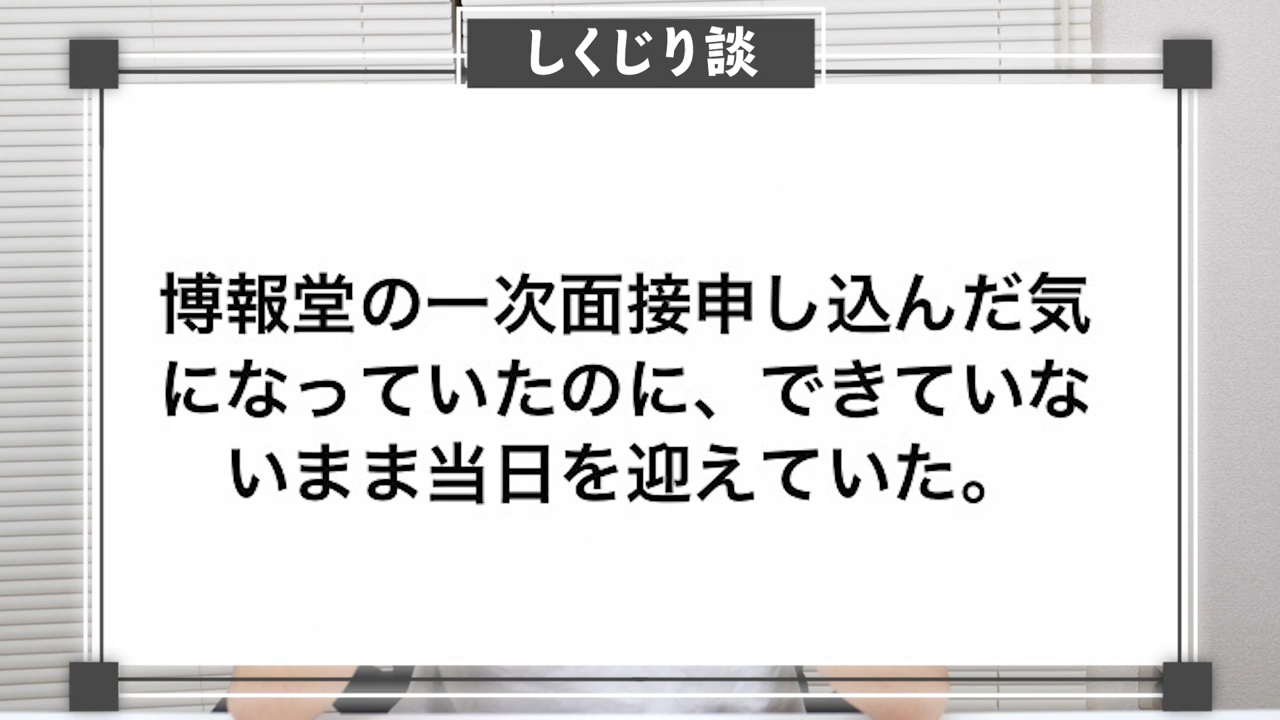 しくじり談
博報堂の一次面接申し込んだ気
になっていたのに、できていな
いまま当日を迎えていた。